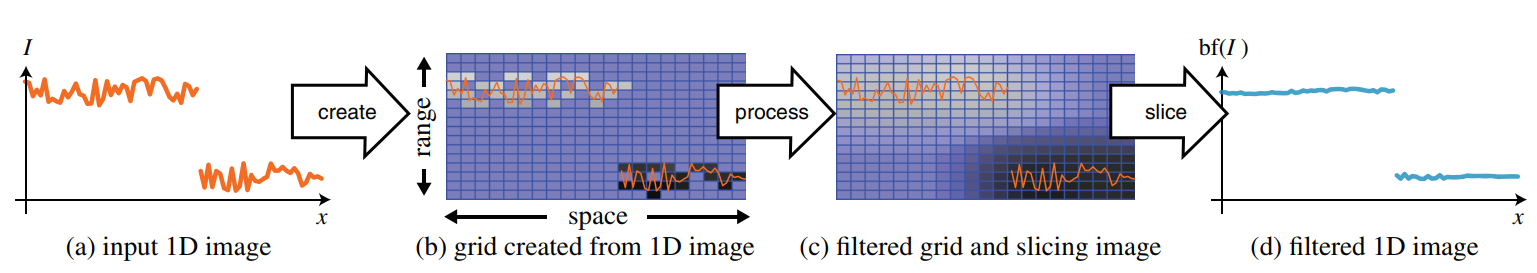 I
x
(a) input 1D image
create
range
space
(b) grid created from 1D image
process
(c) filtered grid and slicing image
slice
bf(I )
x
(d) filtered 1D image